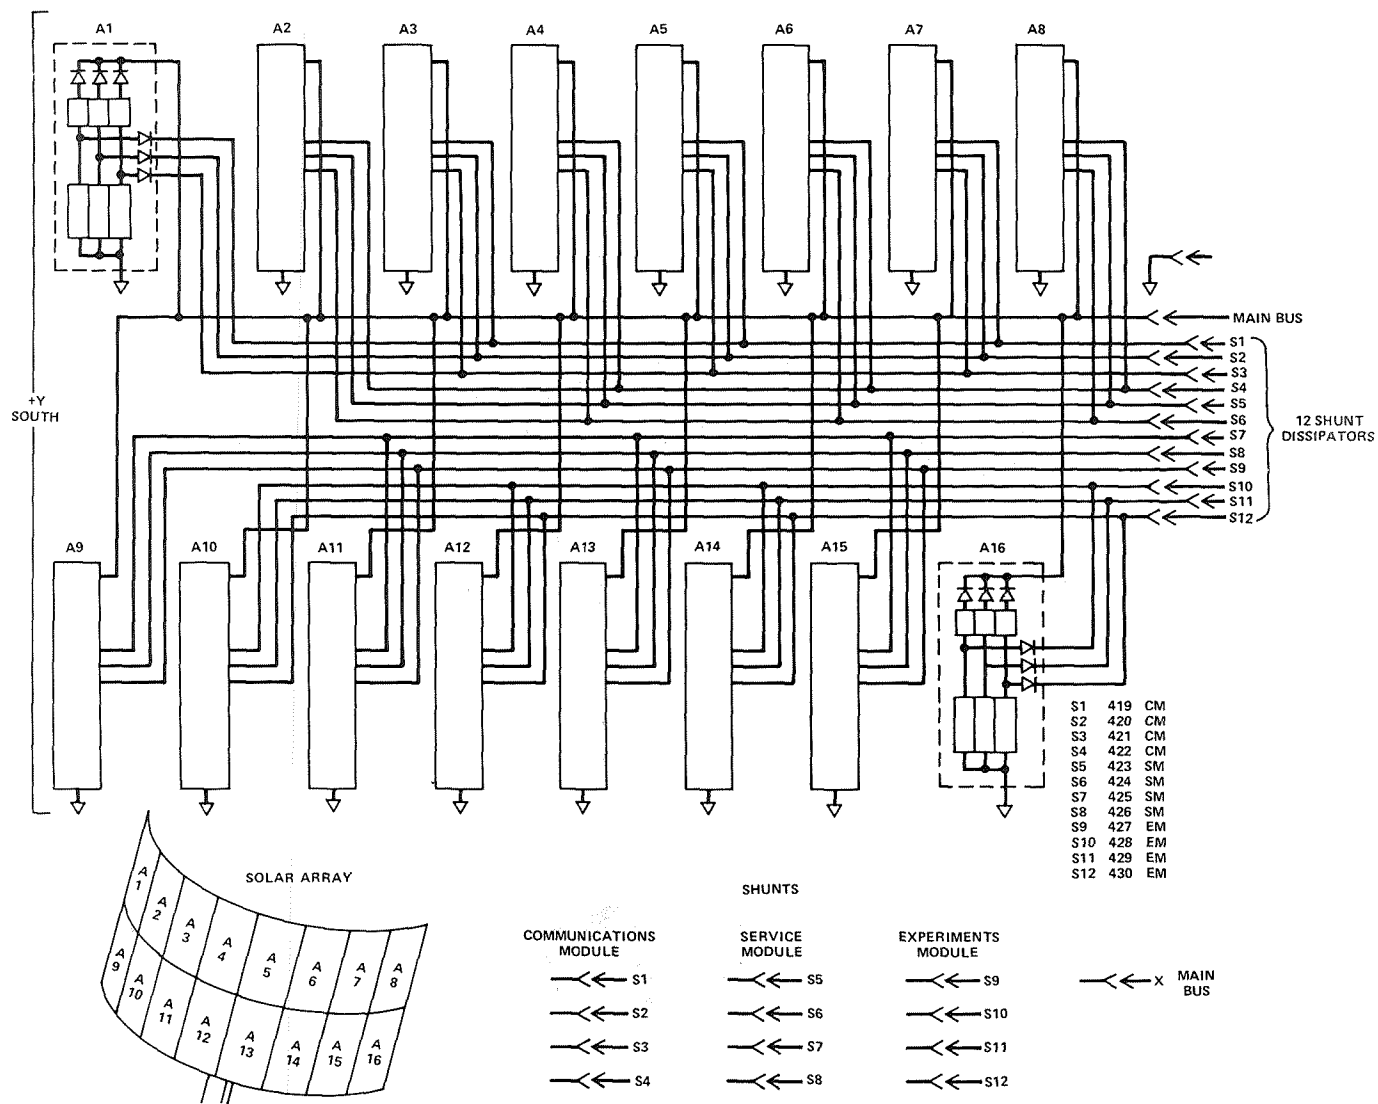 A1 A2 A3 A4 A5 A6 A7 A8
MAIN BUS
S1
S2
S3
S4
S5
S6
S7
S8
S9
S10
S11
S12
12 SHUNT
DISSIPATORS
+Y
SOUTH
A9 A10 A11 A12 A13 A14 A15 A16
S1 419 CM
S2 420 CM
S3 421 CM
S4 422 CM
S5 423 SM
S6 424 SM
S7 425 SM
S8 426 SM
S9 427 EM
S10 428 EM
S11 429 EM
S12 430 EM
SOLAR ARRAY
A 1
A 2
A 3
A 4
A 5
A 6
A 7
A 8
A 9
A 10
A 11
A 12
A 13
A 14
A 15
A 16
SHUNTS
COMMUNICATIONS
MODULE
S1
S2
S3
S4
SERVICE
MODULE
S5
S6
S7
S8
EXPERIMENTS
MODULE
S9
S10
S11
S12
X MAIN
BUS